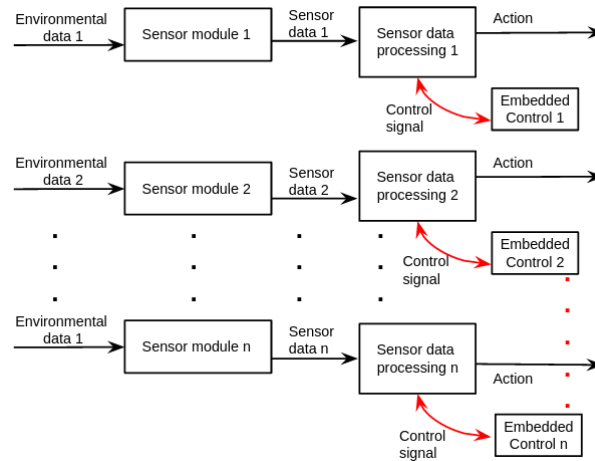 Environmental
data 1
Sensor module 1
Sensor
data 1
Sensor data
processing 1
Action
Control
signal
Embedded
Control 1
Environmental
data 2
Sensor module 2
Sensor
data 2
Sensor data
processing 2
Action
Control
signal
Embedded
Control 2
Environmental
data 1
Sensor module n
Sensor
data n
Sensor data
processing n
Action
Control
signal
Embedded
Control n